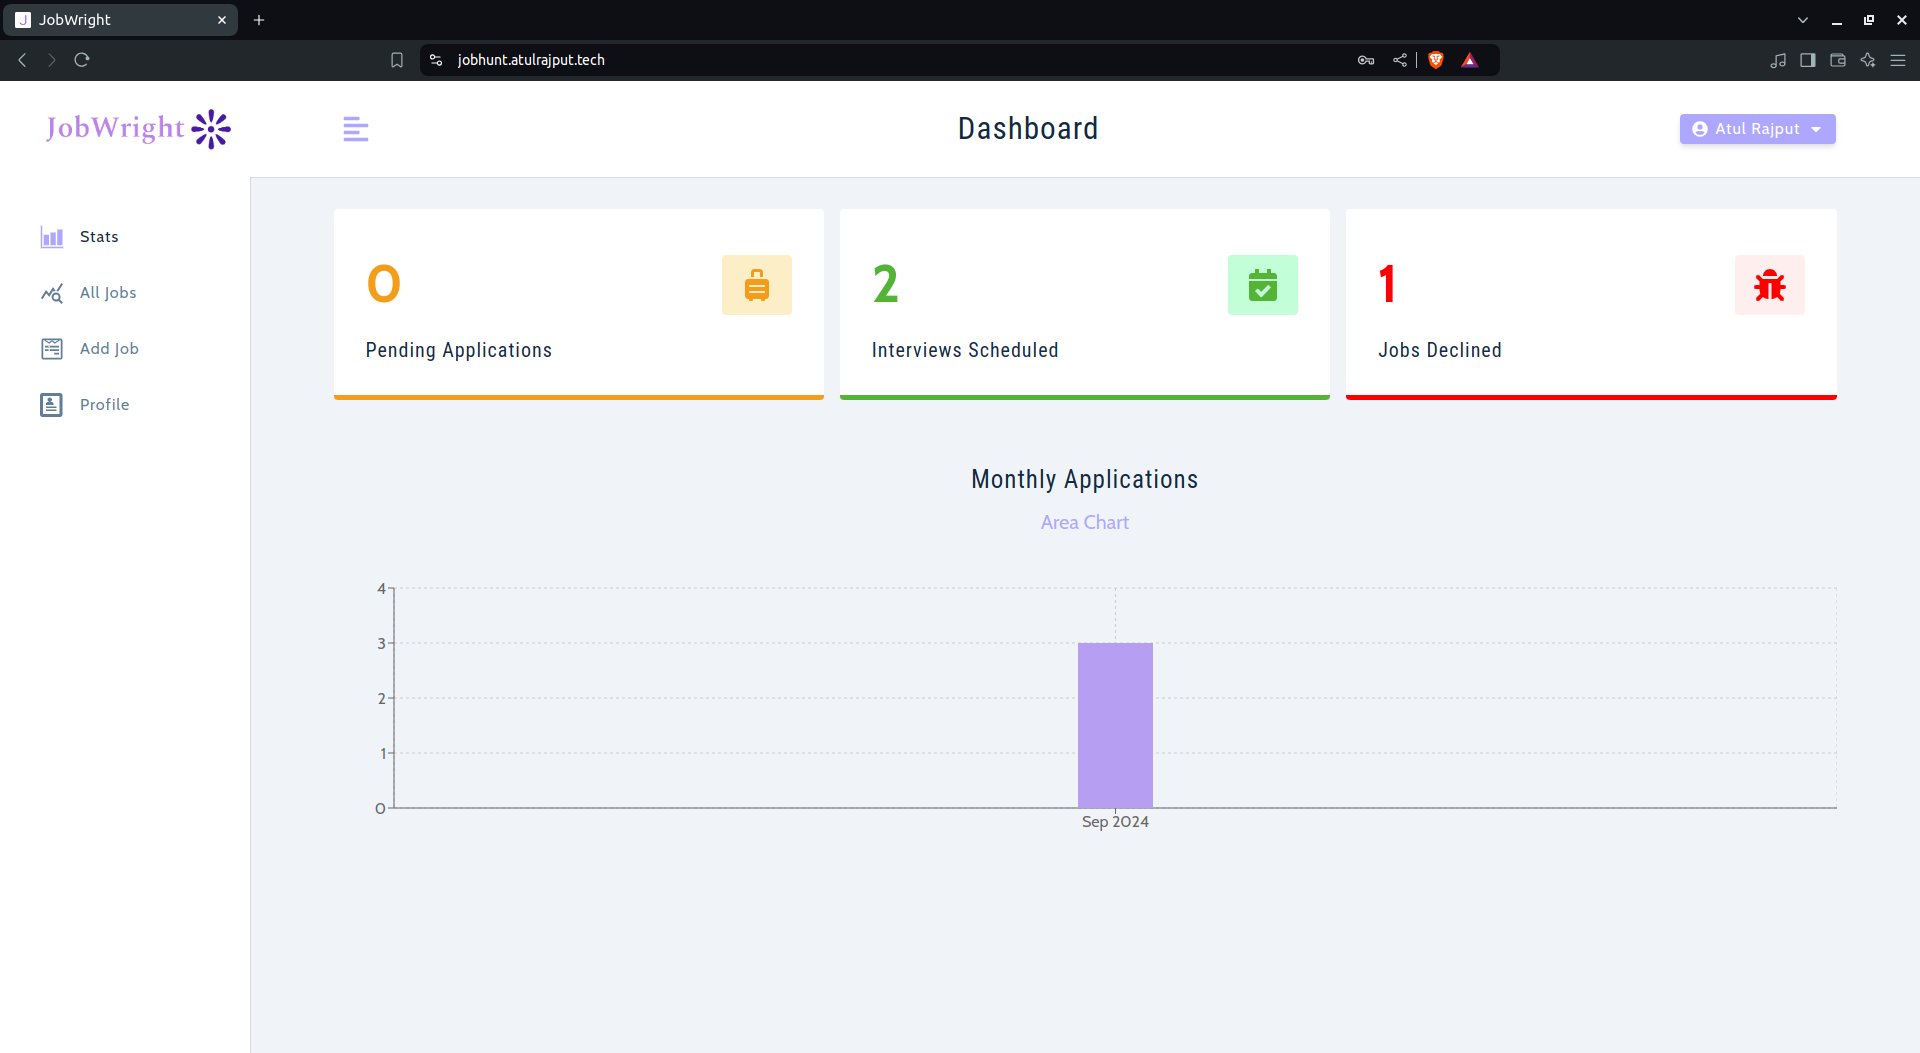 JobWright
jobhunt.atulrajput.tech
JobWright
Dashboard
Atul Rajput
Stats
All Jobs
Add Job
Profile
0
Pending Applications
2
Interviews Scheduled
1
Jobs Declined
Monthly Applications
Area Chart
4
3
2
1
0
Sep 2024